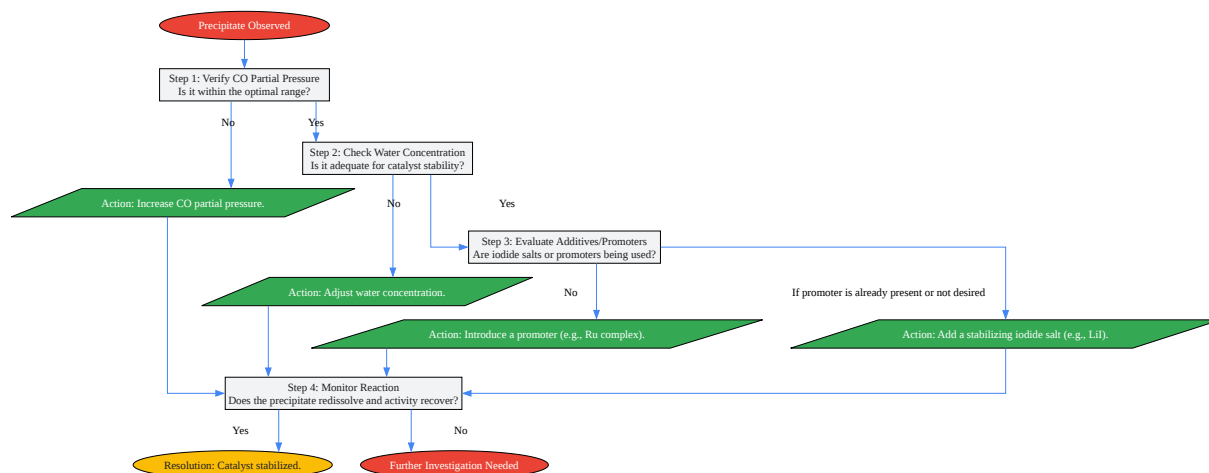 Precipitate Observed
Step 1: Verify CO Partial Pressure
Is it within the optimal range?
No
Yes
Step 2: Check Water Concentration
Is it adequate for catalyst stability?
Action: Increase CO partial pressure.
No
Yes
Step 3: Evaluate Additives/Promoters
Are iodide salts or promoters being used?
Action: Adjust water concentration.
No
If promoter is already present or not desired
Action: Introduce a promoter (e.g., Ru complex).
Action: Add a stabilizing iodide salt (e.g., LiI).
Step 4: Monitor Reaction
Does the precipitate redissolve and activity recover?
Yes
No
Resolution: Catalyst stabilized.
Further Investigation Needed